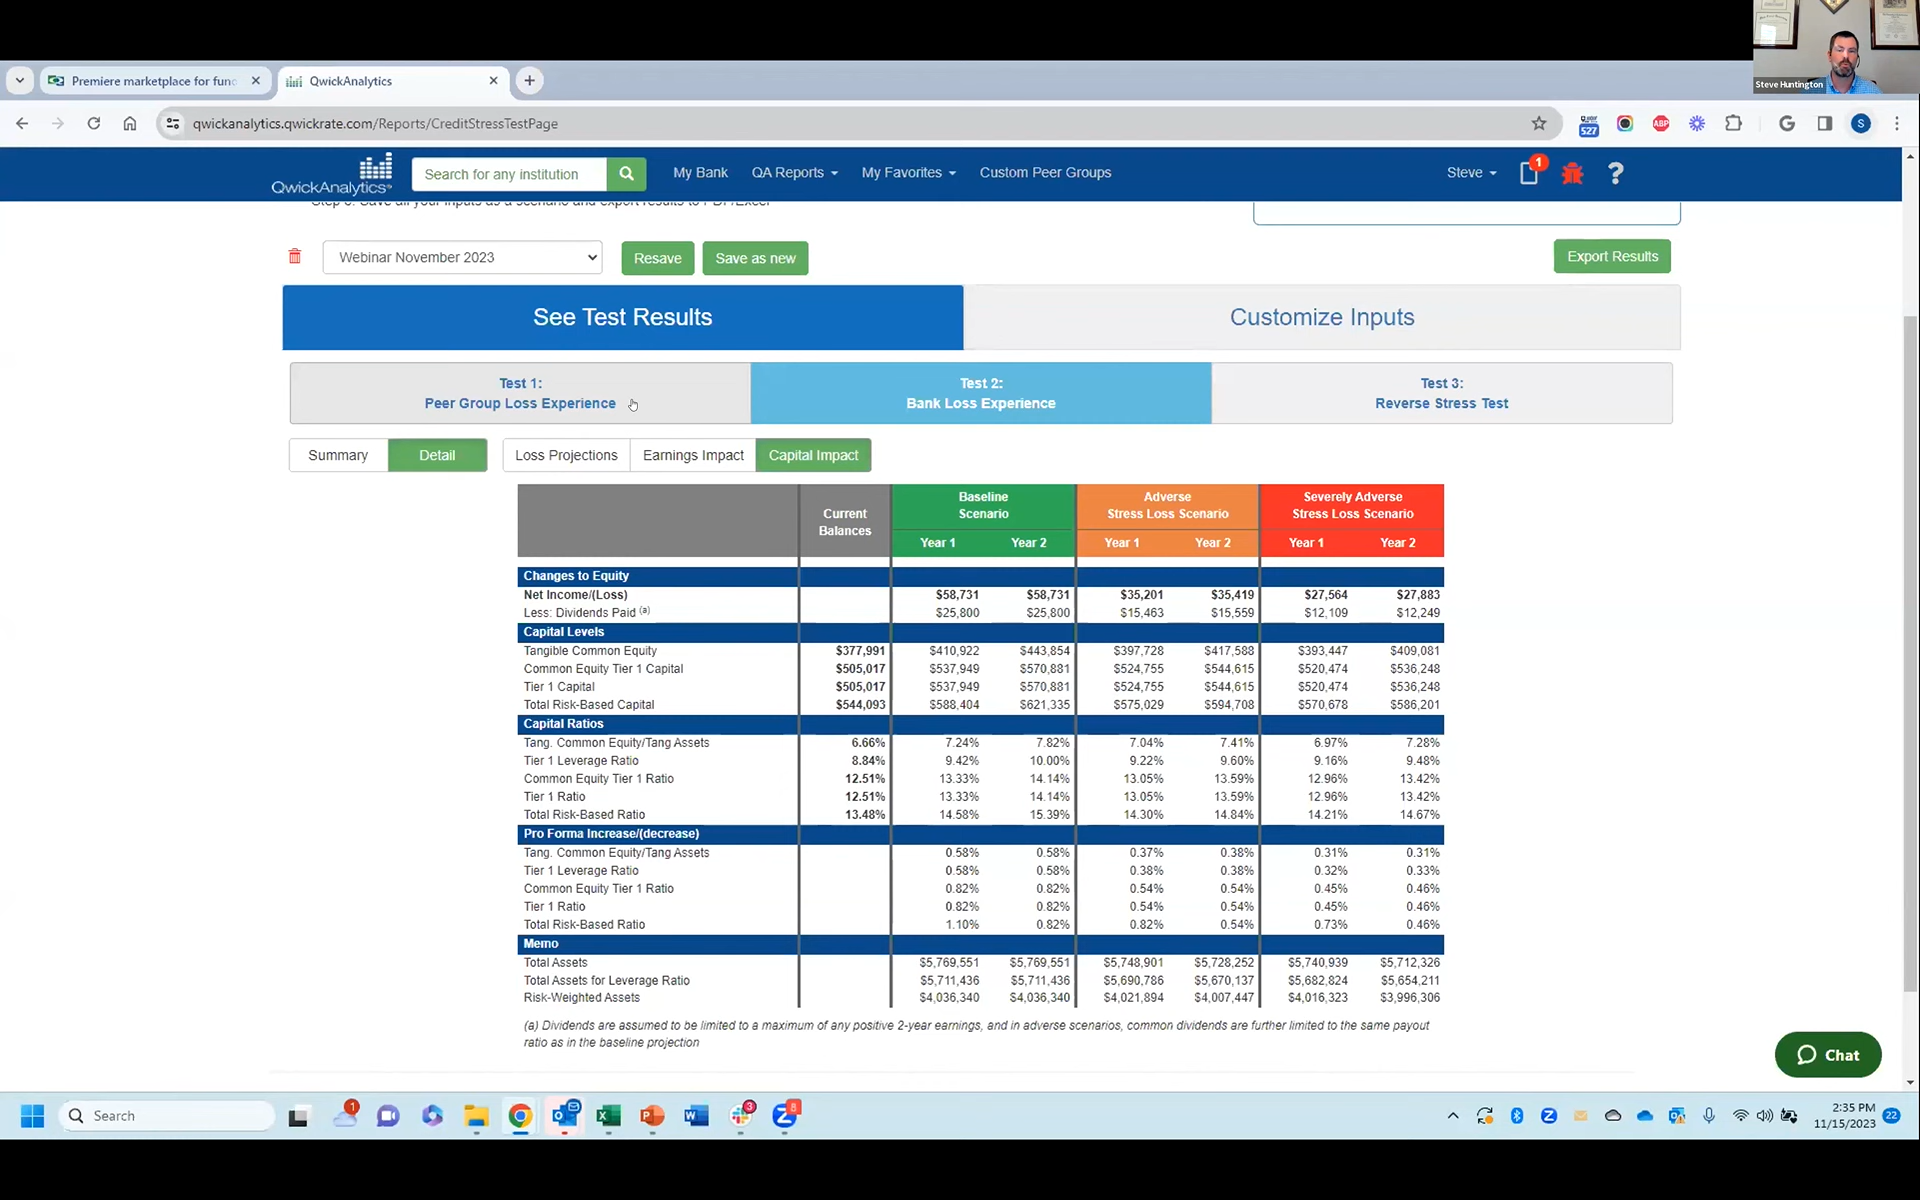 Steve Huntington
Premiere marketplace for fund
QwickAnalytics
qwickanalytics.qwickrate.com/Reports/CreditStressTestPage
527
ABP
S
QwickAnalytics
Search for any institution
My Bank
QA Reports
My Favorites
Custom Peer Groups
Steve
1
?
Step 3: Save all your inputs as a scenario and export results to PDF/Excel
Webinar November 2023
Resave
Save as new
Export Results
See Test Results
Customize Inputs
Test 1:
Peer Group Loss Experience
Test 2:
Bank Loss Experience
Test 3:
Reverse Stress Test
Summary
Detail
Loss Projections
Earnings Impact
Capital Impact
Current
Balances
Baseline
Scenario
Adverse
Stress Loss Scenario
Severely Adverse
Stress Loss Scenario
Year 1 Year 2 Year 1 Year 2 Year 1 Year 2
Changes to Equity
Net Income/(Loss) $58,731 $58,731 $35,201 $35,419 $27,564 $27,883
Less: Dividends Paid (a) $25,800 $25,800 $15,463 $15,559 $12,109 $12,249
Capital Levels
Tangible Common Equity $377,991 $410,922 $443,854 $397,728 $417,588 $393,447 $409,081
Common Equity Tier 1 Capital $505,017 $537,949 $570,881 $524,755 $544,615 $520,474 $536,248
Tier 1 Capital $505,017 $537,949 $570,881 $524,755 $544,615 $520,474 $536,248
Total Risk-Based Capital $544,093 $588,404 $621,335 $575,029 $594,708 $570,678 $586,201
Capital Ratios
Tang. Common Equity/Tang Assets 6.66% 7.24% 7.82% 7.04% 7.41% 6.97% 7.28%
Tier 1 Leverage Ratio 8.84% 9.42% 10.00% 9.22% 9.60% 9.16% 9.48%
Common Equity Tier 1 Ratio 12.51% 13.33% 14.14% 13.05% 13.59% 12.96% 13.42%
Tier 1 Ratio 12.51% 13.33% 14.14% 13.05% 13.59% 12.96% 13.42%
Total Risk-Based Ratio 13.48% 14.58% 15.39% 14.30% 14.84% 14.21% 14.67%
Pro Forma Increase/(decrease)
Tang. Common Equity/Tang Assets 0.58% 0.58% 0.37% 0.38% 0.31% 0.31%
Tier 1 Leverage Ratio 0.58% 0.58% 0.38% 0.38% 0.32% 0.33%
Common Equity Tier 1 Ratio 0.82% 0.82% 0.54% 0.54% 0.45% 0.46%
Tier 1 Ratio 0.82% 0.82% 0.54% 0.54% 0.45% 0.46%
Total Risk-Based Ratio 1.10% 0.82% 0.82% 0.54% 0.73% 0.46%
Memo
Total Assets $5,769,551 $5,769,551 $5,748,901 $5,728,252 $5,740,939 $5,712,326
Total Assets for Leverage Ratio $5,711,436 $5,711,436 $5,690,786 $5,670,137 $5,682,824 $5,654,211
Risk-Weighted Assets $4,036,340 $4,036,340 $4,021,894 $4,007,447 $4,016,323 $3,996,306
(a) Dividends are assumed to be limited to a maximum of any positive 2-year earnings, and in adverse scenarios, common dividends are further limited to the same payout
ratio as in the baseline projection
Chat
Search
1
3
8
2:35 PM
11/15/2023
22